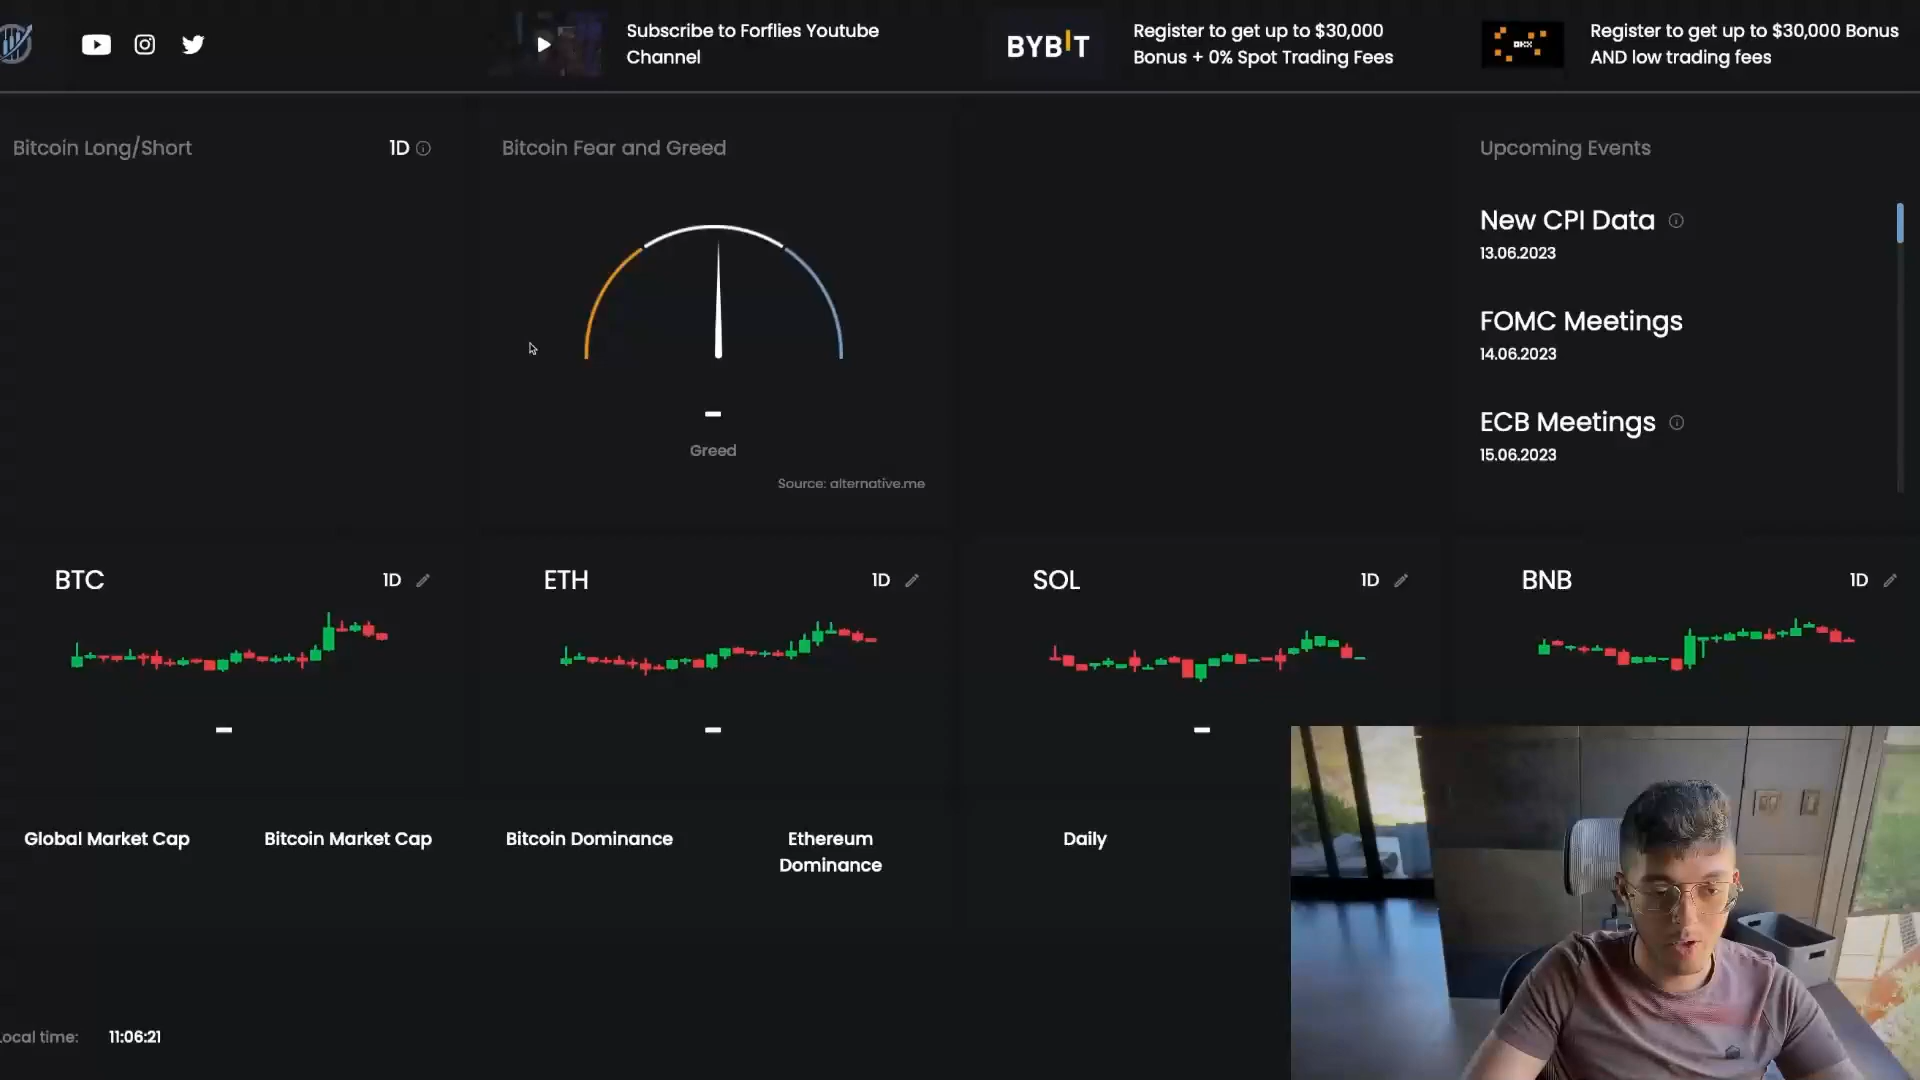 Subscribe to Forflies Youtube
Channel
BYBIT
Register to get up to $30,000
Bonus + 0% Spot Trading Fees
OKX
Register to get up to $30,000 Bonus
AND low trading fees
Bitcoin Long/Short
1D
Bitcoin Fear and Greed
Upcoming Events
New CPI Data
13.06.2023
FOMC Meetings
14.06.2023
ECB Meetings
15.06.2023
–
Greed
Source: alternative.me
BTC
1D
ETH
1D
SOL
1D
BNB
1D
–
–
–
Global Market Cap
Bitcoin Market Cap
Bitcoin Dominance
Ethereum
Dominance
Daily
ocal time:
11:06:21